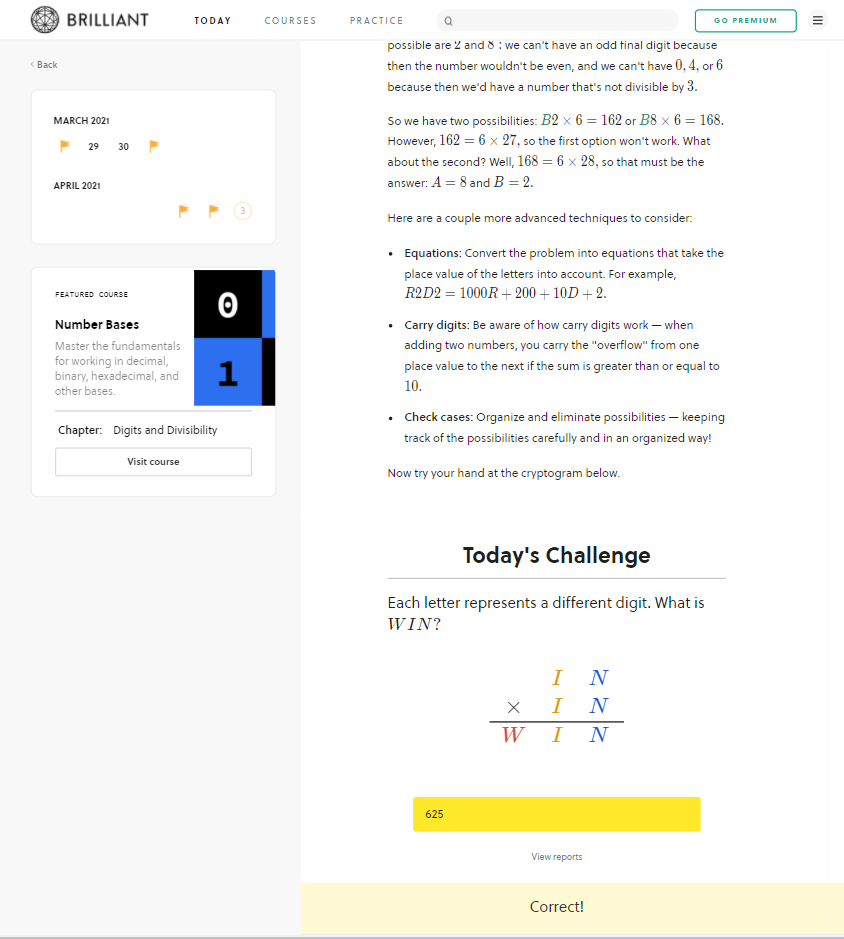 BRILLIANT
TODAY COURSES PRACTICE
GO PREMIUM
‹ Back
MARCH 2021
29 30
APRIL 2021
3
FEATURED COURSE
Number Bases
Master the fundamentals
for working in decimal,
binary, hexadecimal, and
other bases.
0
1
Chapter: Digits and Divisibility
Visit course
possible are 2 and 8 : we can't have an odd final digit because
then the number wouldn't be even, and we can't have 0, 4, or 6
because then we'd have a number that's not divisible by 3.
So we have two possibilities: B2 × 6 = 162 or B8 × 6 = 168.
However, 162 = 6 × 27, so the first option won't work. What
about the second? Well, 168 = 6 × 28, so that must be the
answer: A = 8 and B = 2.
Here are a couple more advanced techniques to consider:
• Equations: Convert the problem into equations that take the
place value of the letters into account. For example,
R2D2 = 1000R + 200 + 10D + 2.
• Carry digits: Be aware of how carry digits work — when
adding two numbers, you carry the "overflow" from one
place value to the next if the sum is greater than or equal to
10.
• Check cases: Organize and eliminate possibilities — keeping
track of the possibilities carefully and in an organized way!
Now try your hand at the cryptogram below.
Today's Challenge
Each letter represents a different digit. What is
WIN?
I N
× I N
W I N
625
View reports
Correct!